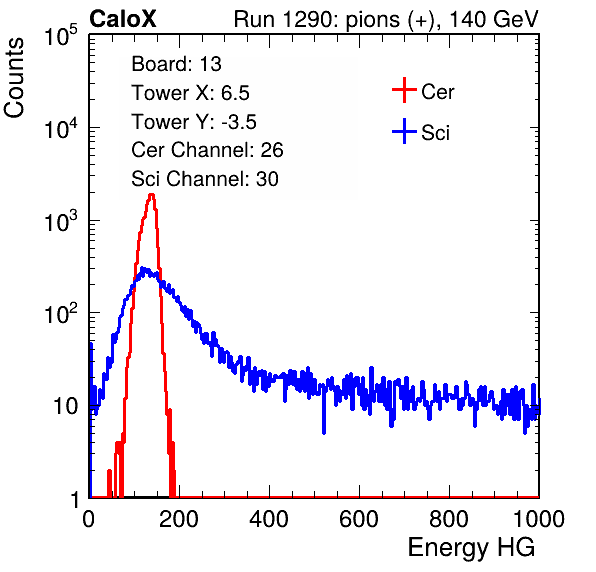 CaloX Run 1290: pions (+), 140 GeV
Counts
10^5
10^4
10^3
10^2
10
1
Board: 13
Tower X: 6.5
Tower Y: -3.5
Cer Channel: 26
Sci Channel: 30
Cer
Sci
0 200 400 600 800 1000
Energy HG